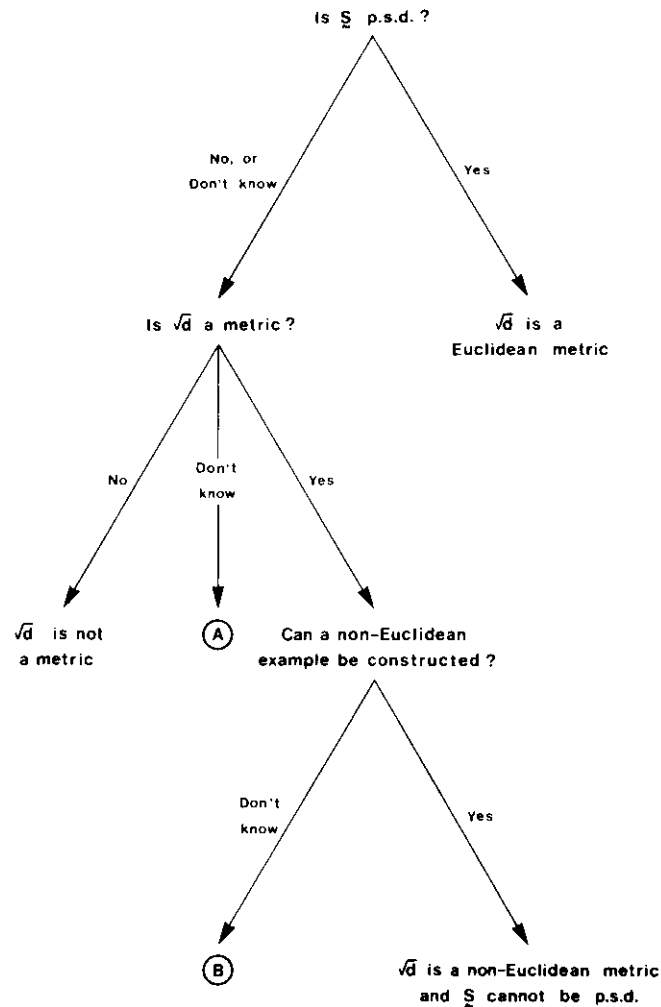 Is S̰ p.s.d. ?
No, or
Don't know
Yes
Is √d a metric ?
√d is a
Euclidean metric
No
Don't
know
Yes
√d is not
a metric
A
Can a non-Euclidean
example be constructed ?
Don't
know
Yes
B
√d is a non-Euclidean metric
and S̰ cannot be p.s.d.